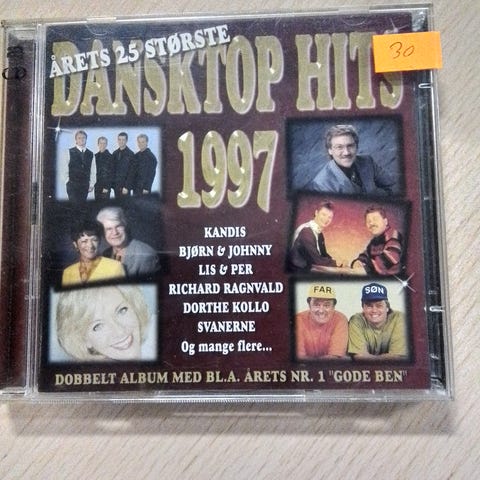 ÅRETS 25 STØRSTE
DANSKTOP HITS
30
1997
KANDIS
BJØRN & JOHNNY
LIS & PER
RICHARD RAGNVALD
DORTHE KOLLO
SVANERNE
Og mange flere...
FAR
SØN
DOBBELT ALBUM MED BL.A. ÅRETS NR. 1 "GODE BEN"